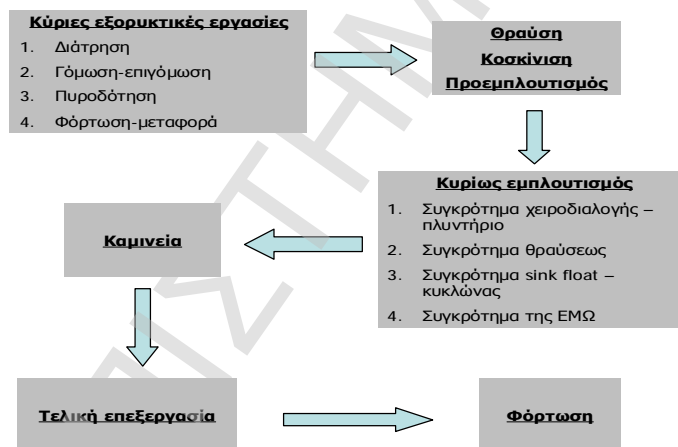 Κύριες εξορυκτικές εργασίες
1. Διάτρηση
2. Γόμωση-επιγόμωση
3. Πυροδότηση
4. Φόρτωση-μεταφορά
Θραύση
Κοσκίνιση
Προεμπλουτισμός
Κυρίως εμπλουτισμός
1. Συγκρότημα χειροδιαλογής –
πλυντήριο
2. Συγκρότημα θραύσεως
3. Συγκρότημα sink float –
κυκλώνας
4. Συγκρότημα της ΕΜΩ
Καμινεία
Τελική επεξεργασία
Φόρτωση